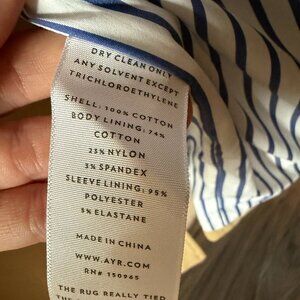 DRY CLEAN ONLY
ANY SOLVENT EXCEPT
TRICHLOROETHYLENE
SHELL: 100% COTTON
BODY LINING: 74%
COTTON
23% NYLON
3% SPANDEX
SLEEVE LINING: 95%
POLYESTER
5% ELASTANE
MADE IN CHINA
WWW.AYR.COM
RN# 150965
THE RUG REALLY TIED